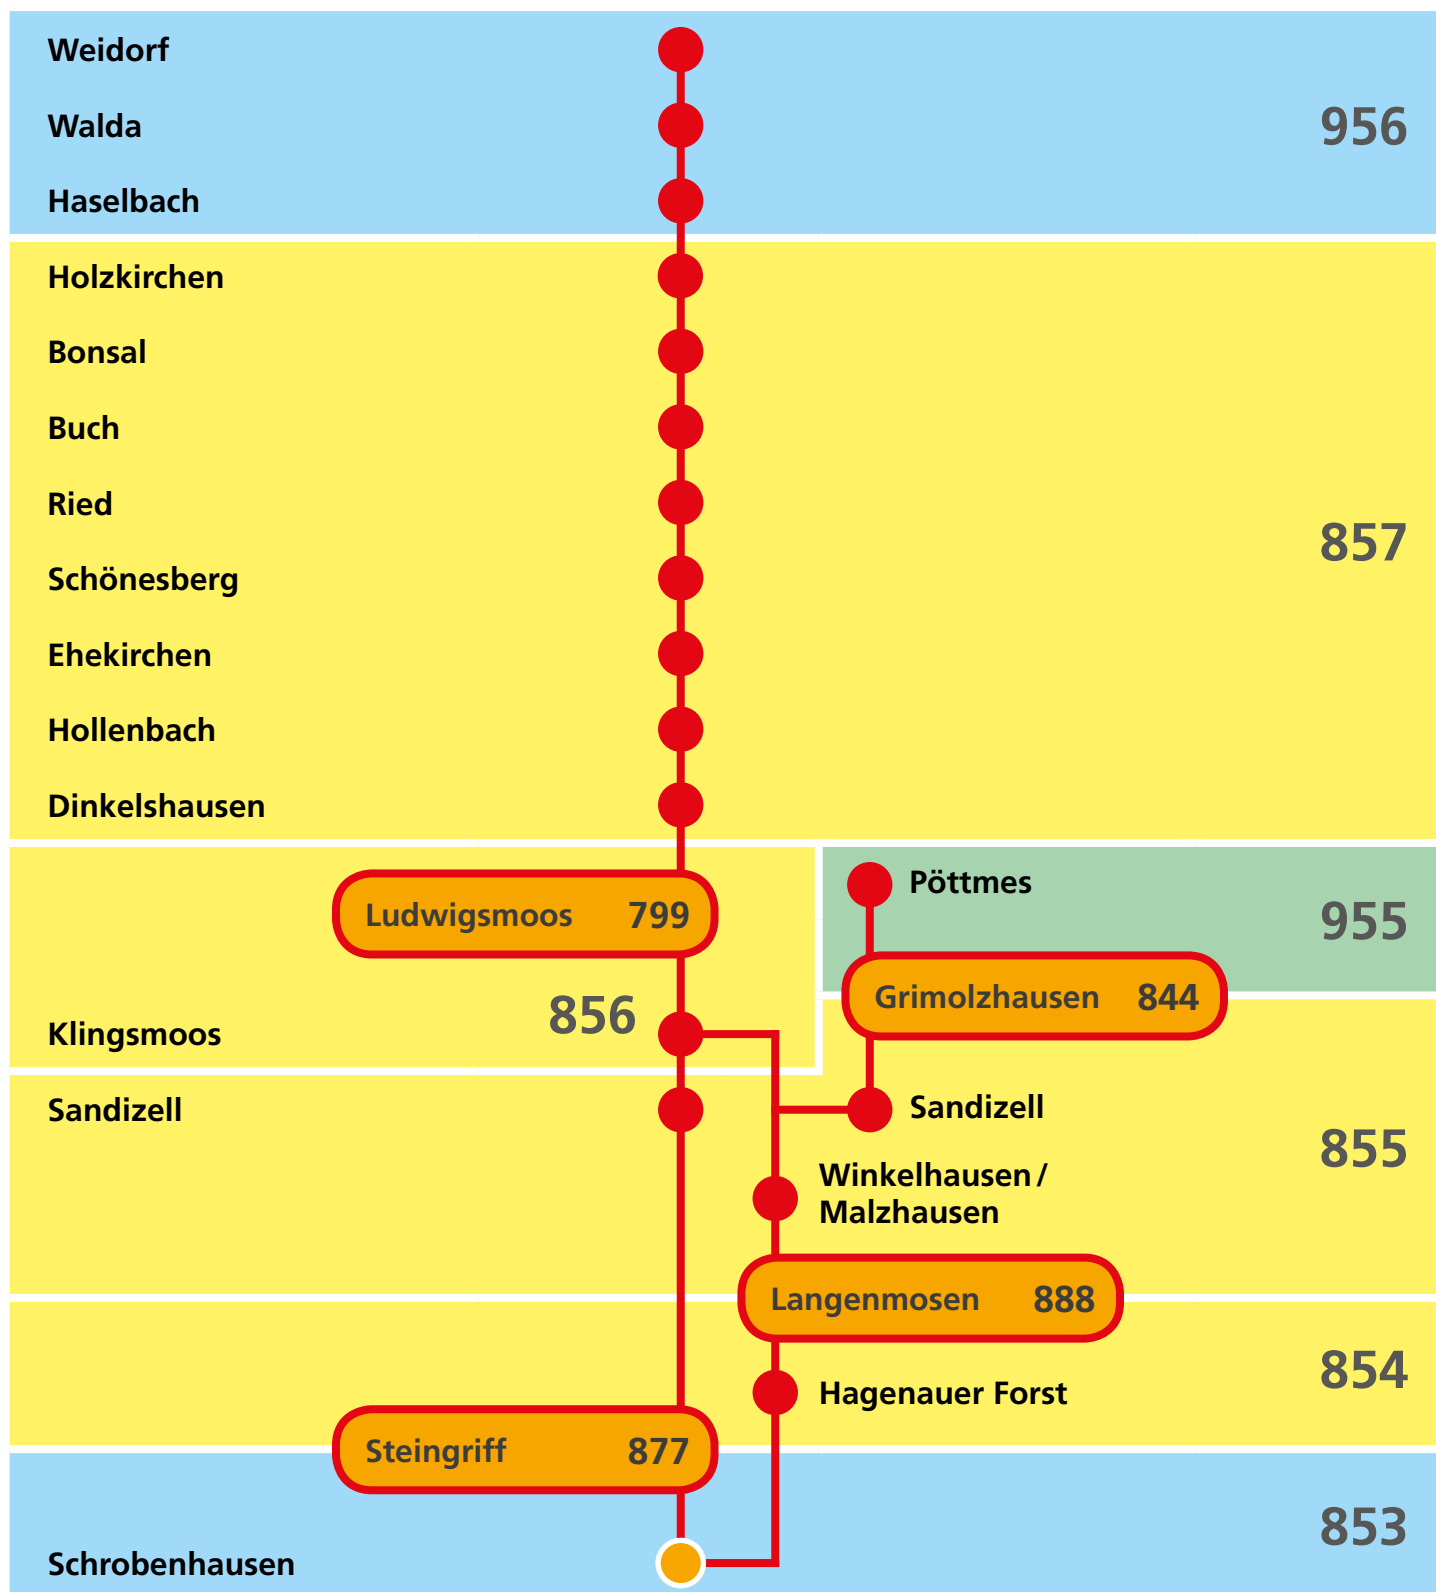 Weidorf
Walda
956
Haselbach
Holzkirchen
Bonsal
Buch
Ried
857
Schönesberg
Ehekirchen
Hollenbach
Dinkelshausen
Pöttmes
Ludwigsmoos 799
955
Grimolzhausen 844
856
Klingsmoos
Sandizell
Sandizell
855
Winkelhausen /
Malzhausen
Langenmosen 888
854
Hagenauer Forst
Steingriff 877
853
Schrobenhausen